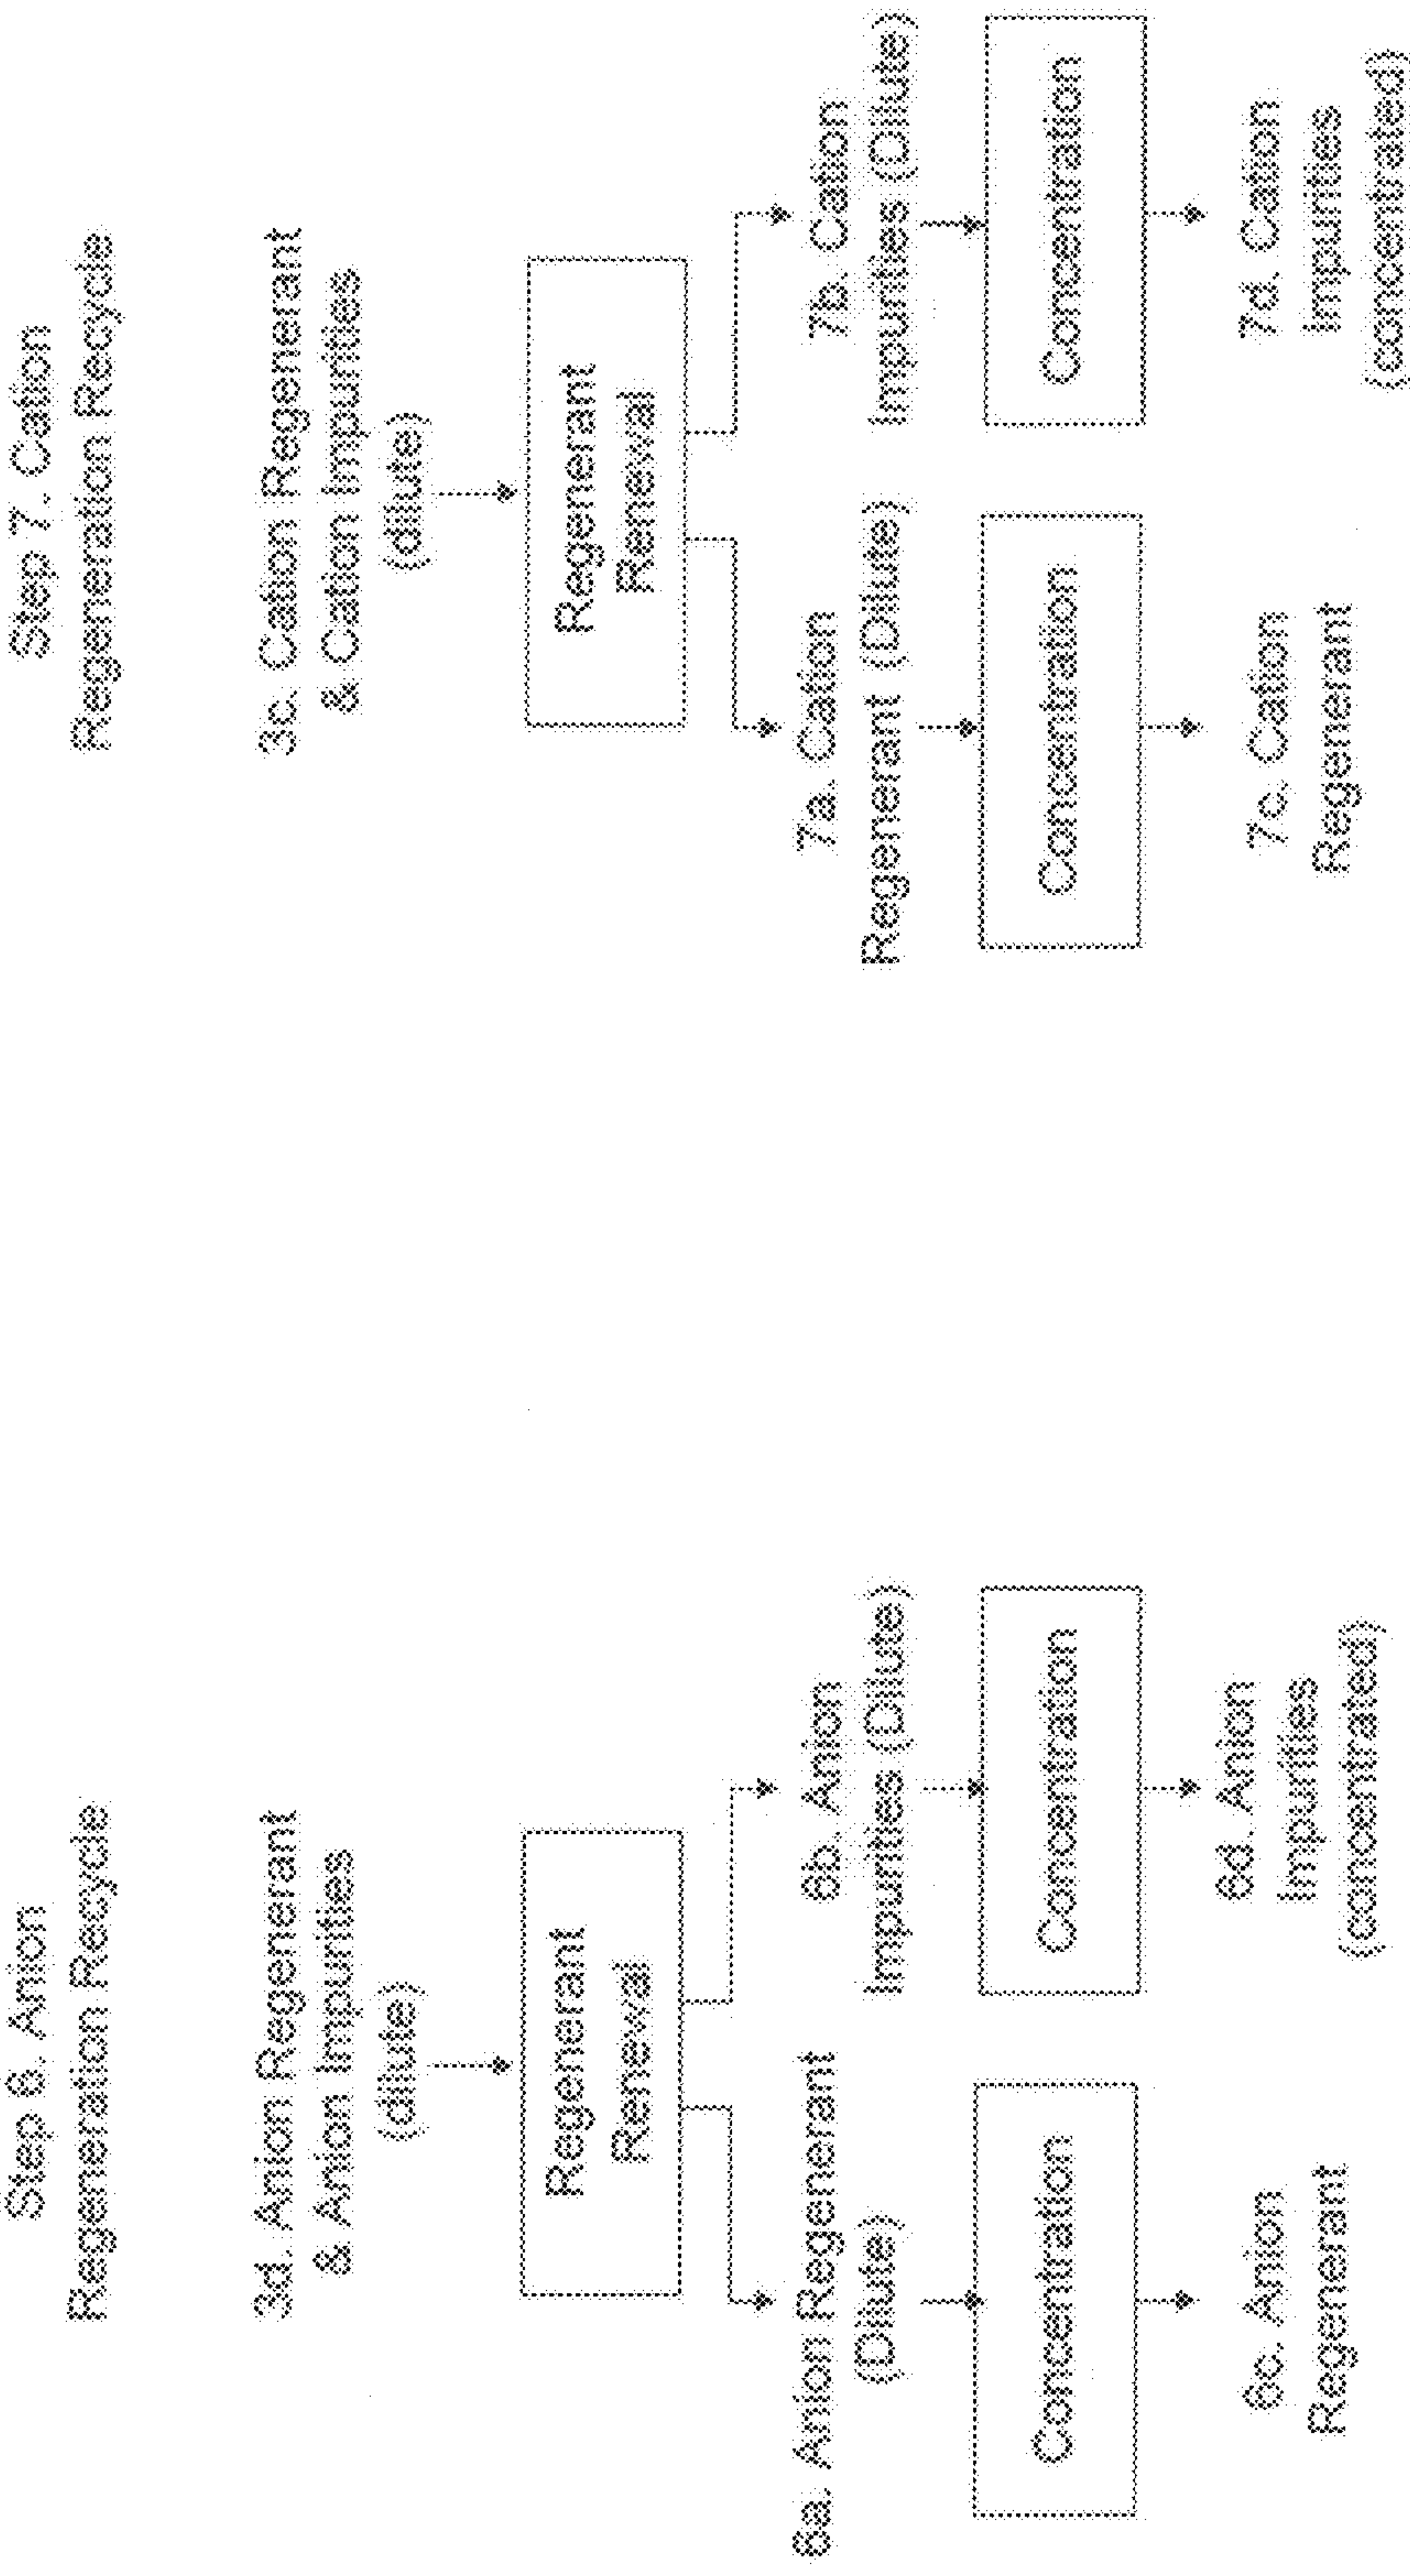 Step 6. Anion
Regeneration Recycle
3d. Anion Regenerant
& Anion Impurities
(dilute)
Regenerant
Renewal
6a. Anion Regenerant
(Dilute)
6b. Anion
Impurities (Dilute)
Concentration
Concentration
6c. Anion
Regenerant
6d. Anion
Impurities
(concentrated)
Step 7. Cation
Regeneration Recycle
3c. Cation Regenerant
& Cation Impurities
(dilute)
Regenerant
Renewal
7a. Cation
Regenerant (Dilute)
7b. Cation
Impurities (Dilute)
Concentration
Concentration
7c. Cation
Regenerant
7d. Cation
Impurities
(concentrated)